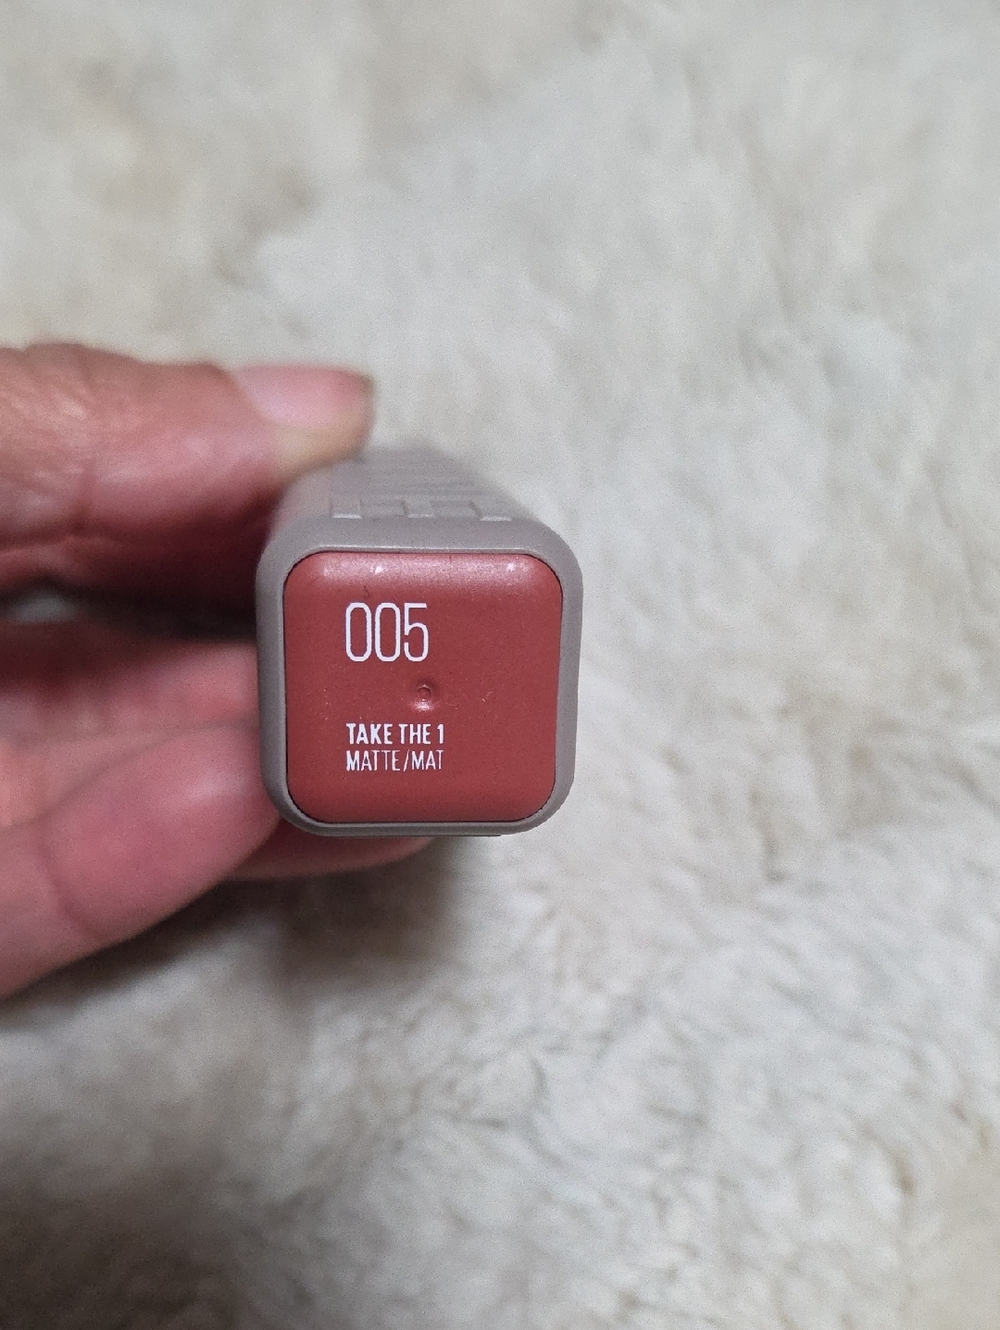 005
TAKE THE 1
MATTE/MAT